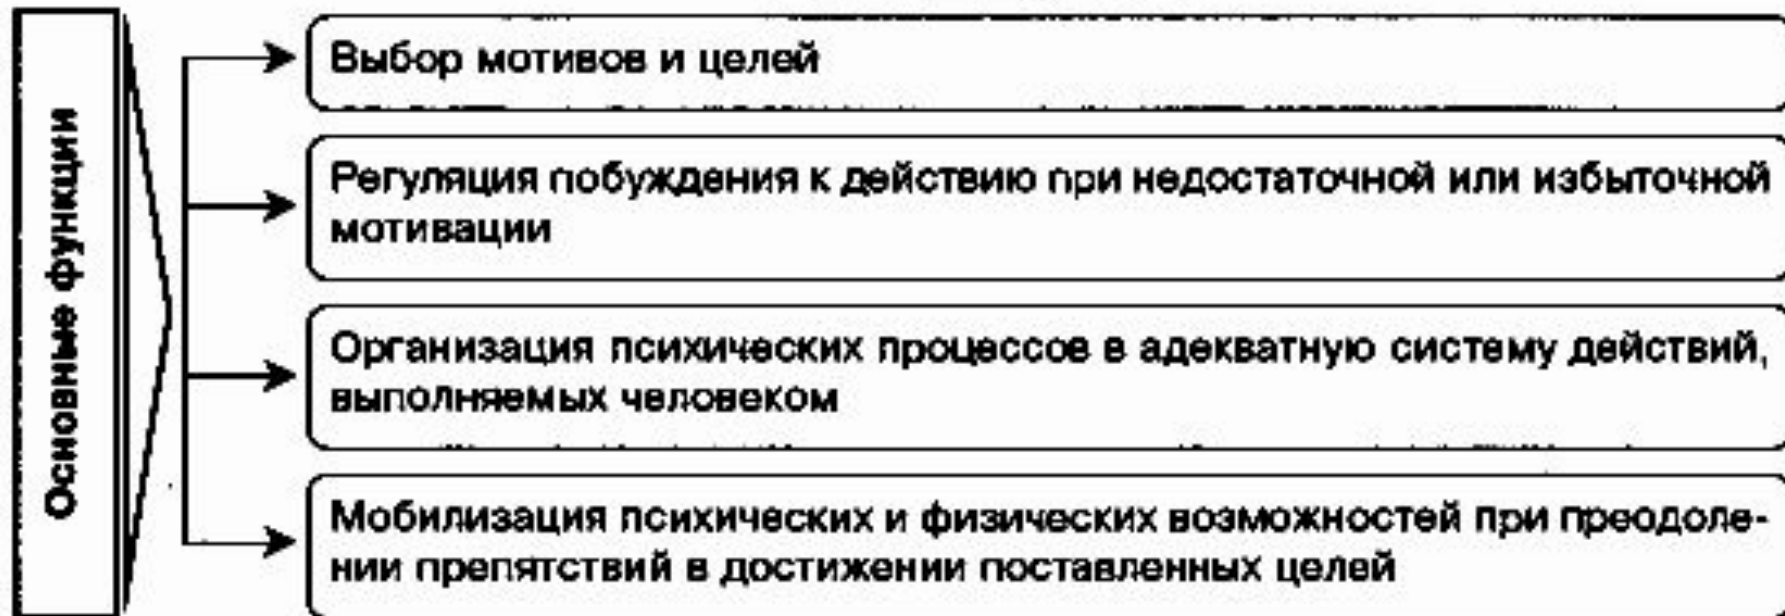 Основные функции
Выбор мотивов и целей
Регуляция побуждения к действию при недостаточной или избыточной
мотивации
Организация психических процессов в адекватную систему действий,
выполняемых человеком
Мобилизация психических и физических возможностей при преодоле-
нии препятствий в достижении поставленных целей